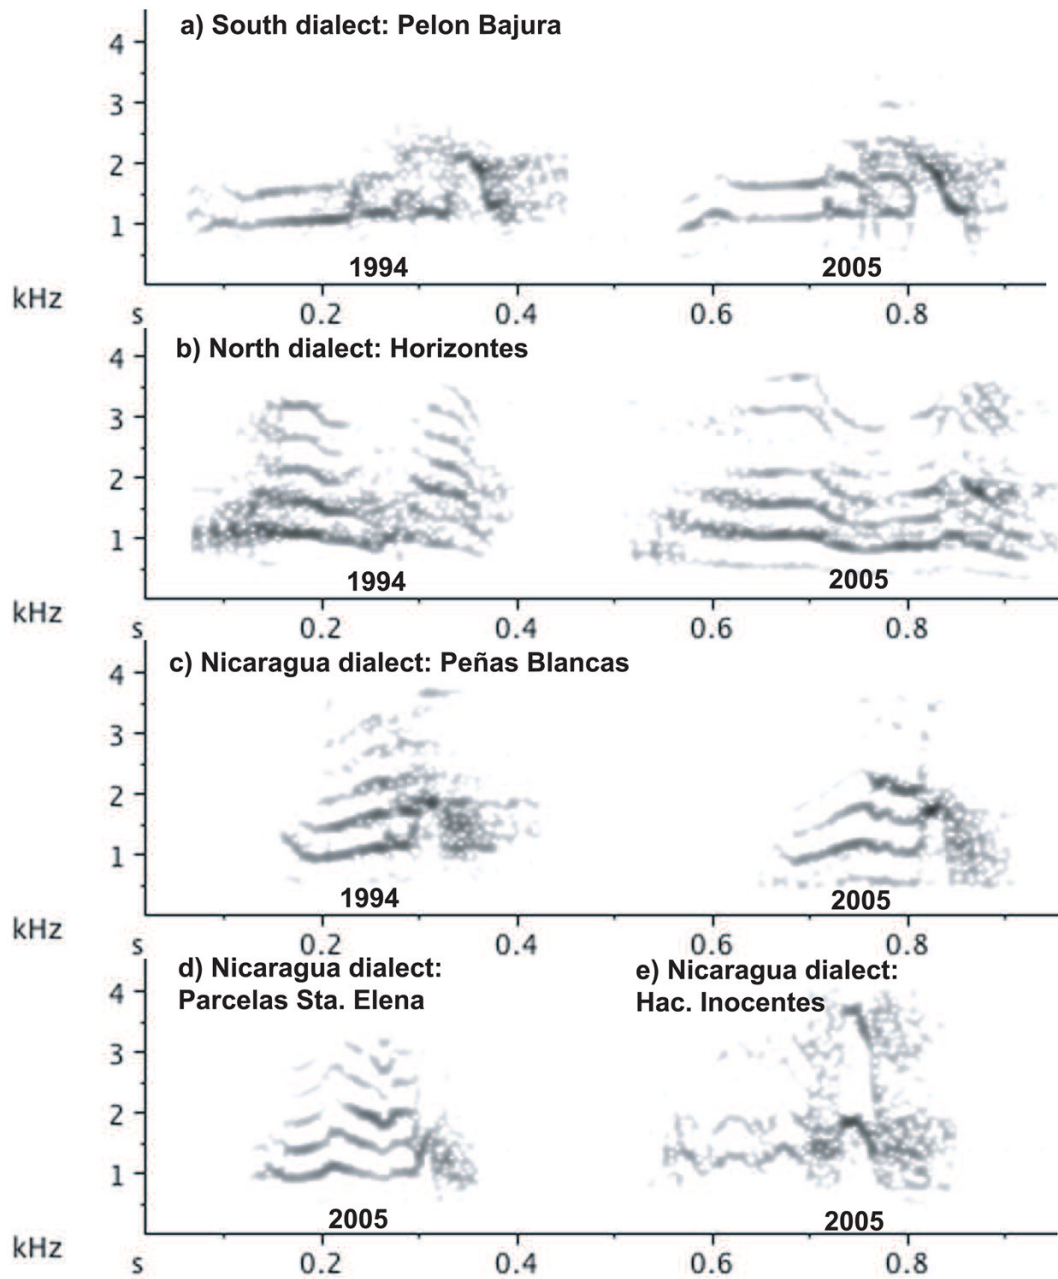 a) South dialect: Pelon Bajura
4
3
2
1
1994
2005
kHz
s
0.2
0.4
0.6
0.8
b) North dialect: Horizontes
4
3
2
1
1994
2005
kHz
s
0.2
0.4
0.6
0.8
c) Nicaragua dialect: Peñas Blancas
4
3
2
1
1994
2005
kHz
s
0.2
0.4
0.6
0.8
d) Nicaragua dialect:
Parcelas Sta. Elena
e) Nicaragua dialect:
Hac. Inocentes
4
3
2
1
2005
2005
kHz
s
0.2
0.4
0.6
0.8